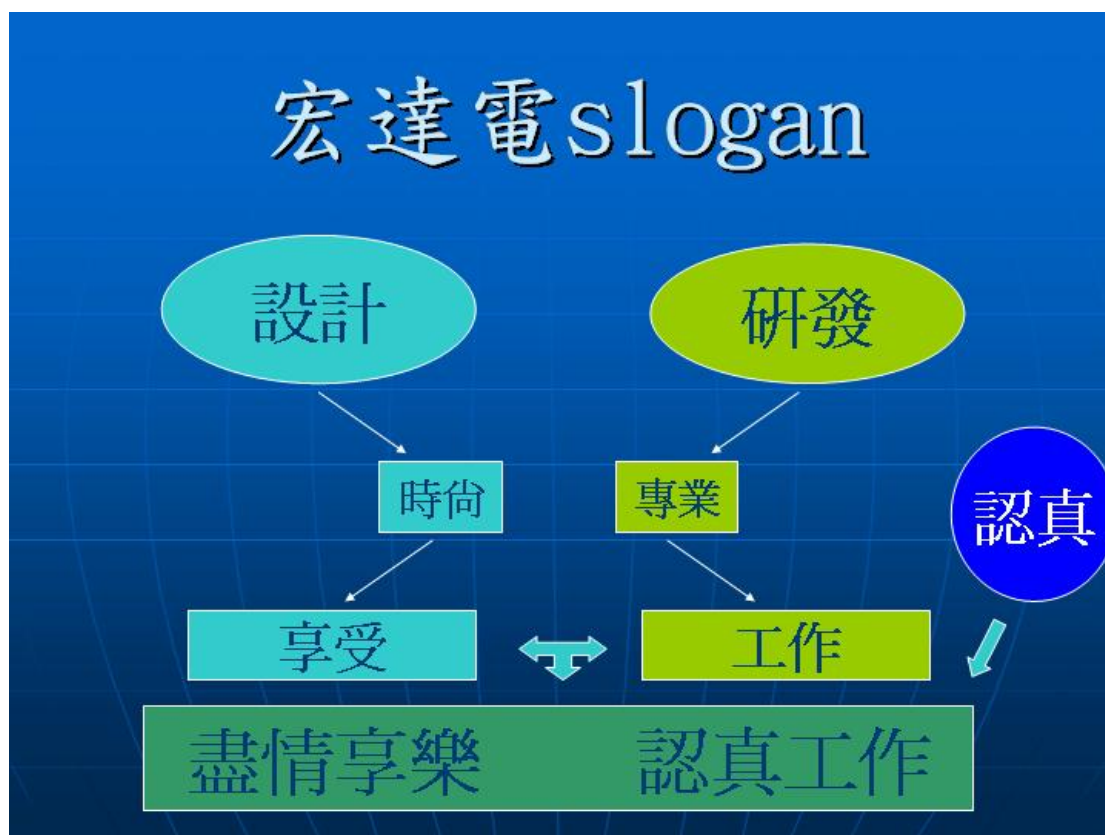 宏達電slogan
設計 研發
時尚 專業
認真
享受 工作
盡情享樂 認真工作